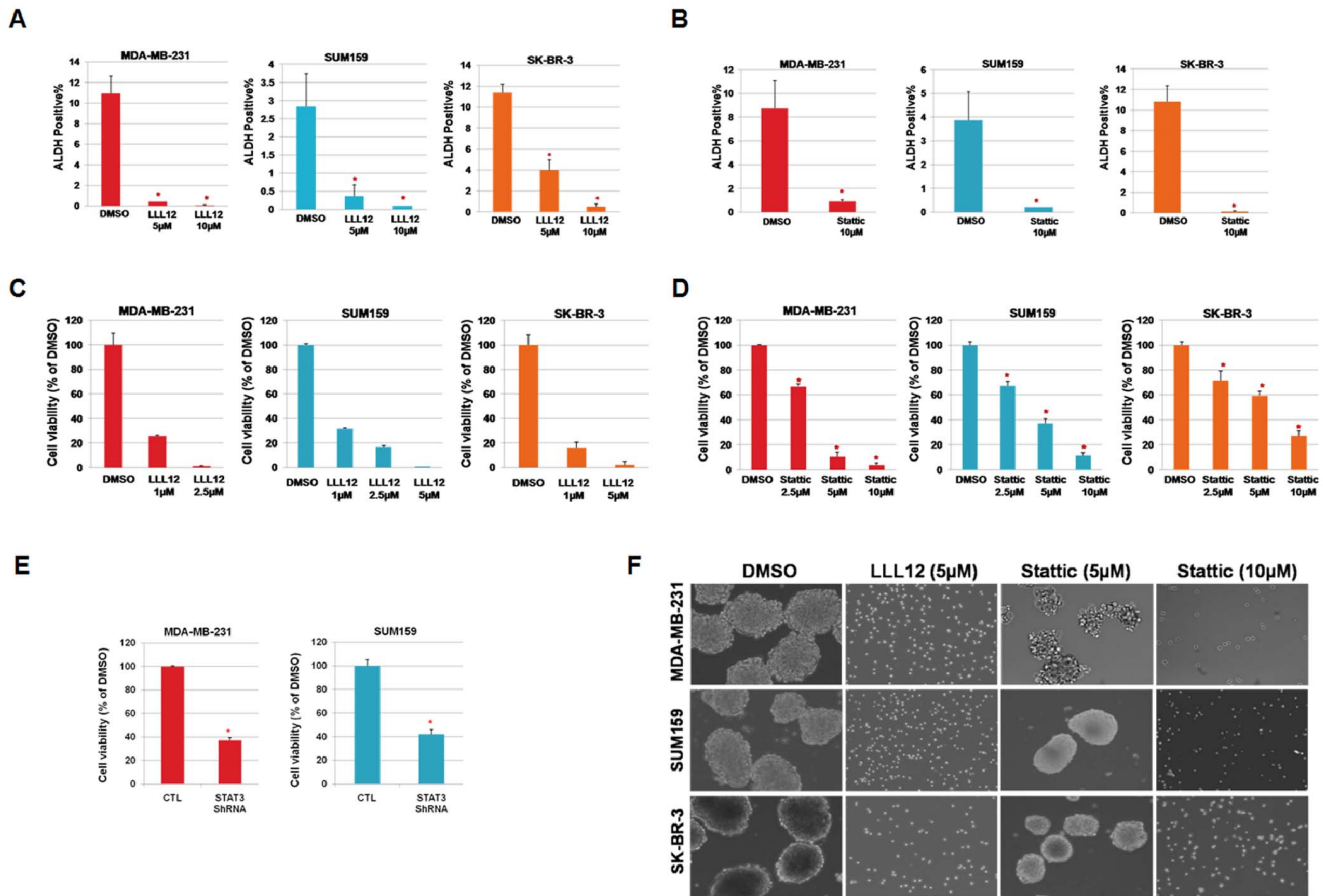 A
MDA-MB-231
ALDH Positive%
14
12
10
8
6
4
2
0
*
*
DMSO
LLL12
5µM
LLL12
10µM
SUM159
ALDH Positive%
4
3.5
3
2.5
2
1.5
1
0.5
0
*
*
DMSO
LLL12
5µM
LLL12
10µM
SK-BR-3
ALDH Positive%
14
12
10
8
6
4
2
0
*
*
DMSO
LLL12
5µM
LLL12
10µM
B
MDA-MB-231
ALDH Positive%
12
10
8
6
4
2
0
*
DMSO
Stattic
10µM
SUM159
ALDH Positive%
6
5
4
3
2
1
0
*
DMSO
Stattic
10µM
SK-BR-3
ALDH Positive%
14
12
10
8
6
4
2
0
*
DMSO
Stattic
10µM
C
MDA-MB-231
Cell viability (% of DMSO)
120
100
80
60
40
20
0
DMSO
LLL12
1µM
LLL12
2.5µM
SUM159
Cell viability (% of DMSO)
120
100
80
60
40
20
0
DMSO
LLL12
1µM
LLL12
2.5µM
LLL12
5µM
SK-BR-3
Cell viability (% of DMSO)
120
100
80
60
40
20
0
DMSO
LLL12
1µM
LLL12
5µM
D
MDA-MB-231
Cell viability (% of DMSO)
120
100
80
60
40
20
0
*
*
*
DMSO
Stattic
2.5µM
Stattic
5µM
Stattic
10µM
SUM159
Cell viability (% of DMSO)
120
100
80
60
40
20
0
*
*
*
DMSO
Stattic
2.5µM
Stattic
5µM
Stattic
10µM
SK-BR-3
Cell viability (% of DMSO)
120
100
80
60
40
20
0
*
*
*
DMSO
Stattic
2.5µM
Stattic
5µM
Stattic
10µM
E
MDA-MB-231
Cell viability (% of DMSO)
120
100
80
60
40
20
0
*
CTL
STAT3
ShRNA
SUM159
Cell viability (% of DMSO)
120
100
80
60
40
20
0
*
CTL
STAT3
ShRNA
F
DMSO
LLL12 (5µM)
Stattic (5µM)
Stattic (10µM)
MDA-MB-231
SUM159
SK-BR-3